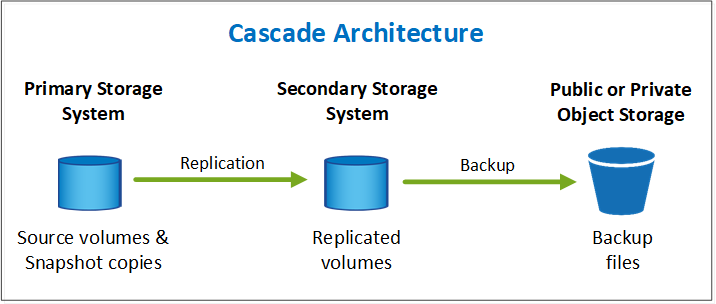 Cascade Architecture
Primary Storage
System
Secondary Storage
System
Public or Private
Object Storage
Replication
Backup
Source volumes &
Snapshot copies
Replicated
volumes
Backup
files